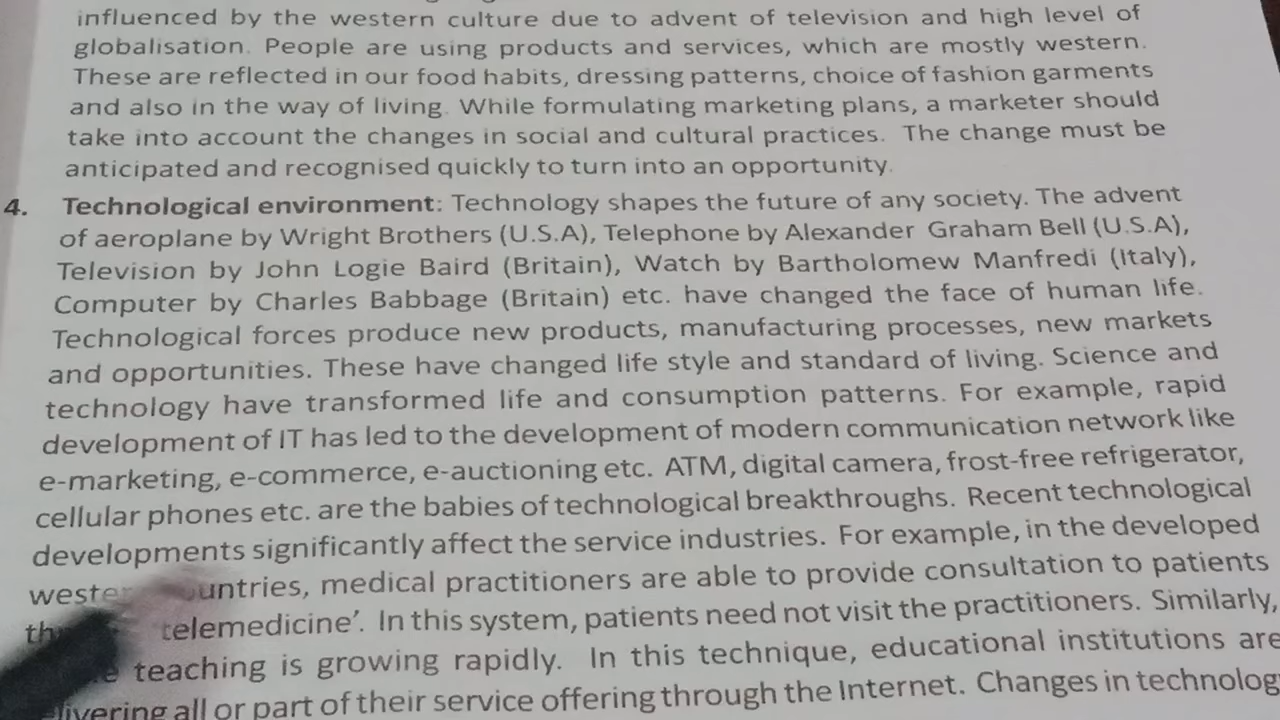 influenced by the western culture due to advent of television and high level of
globalisation. People are using products and services, which are mostly western.
These are reflected in our food habits, dressing patterns, choice of fashion garments
and also in the way of living. While formulating marketing plans, a marketer should
take into account the changes in social and cultural practices. The change must be
anticipated and recognised quickly to turn into an opportunity.
4. Technological environment: Technology shapes the future of any society. The advent
of aeroplane by Wright Brothers (U.S.A), Telephone by Alexander Graham Bell (U.S.A),
Television by John Logie Baird (Britain), Watch by Bartholomew Manfredi (Italy),
Computer by Charles Babbage (Britain) etc. have changed the face of human life.
Technological forces produce new products, manufacturing processes, new markets
and opportunities. These have changed life style and standard of living. Science and
technology have transformed life and consumption patterns. For example, rapid
development of IT has led to the development of modern communication network like
e-marketing, e-commerce, e-auctioning etc. ATM, digital camera, frost-free refrigerator,
cellular phones etc. are the babies of technological breakthroughs. Recent technological
developments significantly affect the service industries. For example, in the developed
medical practitioners are able to provide consultation to patients
telemedicine’. In this system, patients need not visit the practitioners. Similarly,
teaching is growing rapidly. In this technique, educational institutions are
all or part of their service offering through the Internet. Changes in